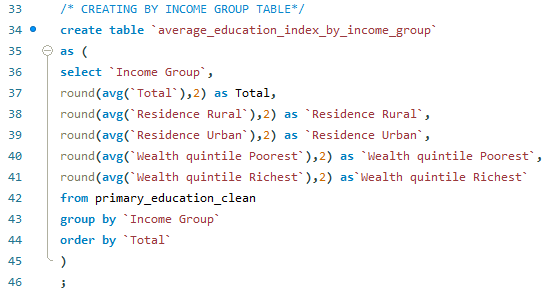 33 /* CREATING BY INCOME GROUP TABLE*/
34 create table `average_education_index_by_income_group`
35 as (
36 select `Income Group`,
37 round(avg(`Total`),2) as Total,
38 round(avg(`Residence Rural`),2) as `Residence Rural`,
39 round(avg(`Residence Urban`),2) as `Residence Urban`,
40 round(avg(`Wealth quintile Poorest`),2) as `Wealth quintile Poorest`,
41 round(avg(`Wealth quintile Richest`),2) as`Wealth quintile Richest`
42 from primary_education_clean
43 group by `Income Group`
44 order by `Total`
45 )
46 ;